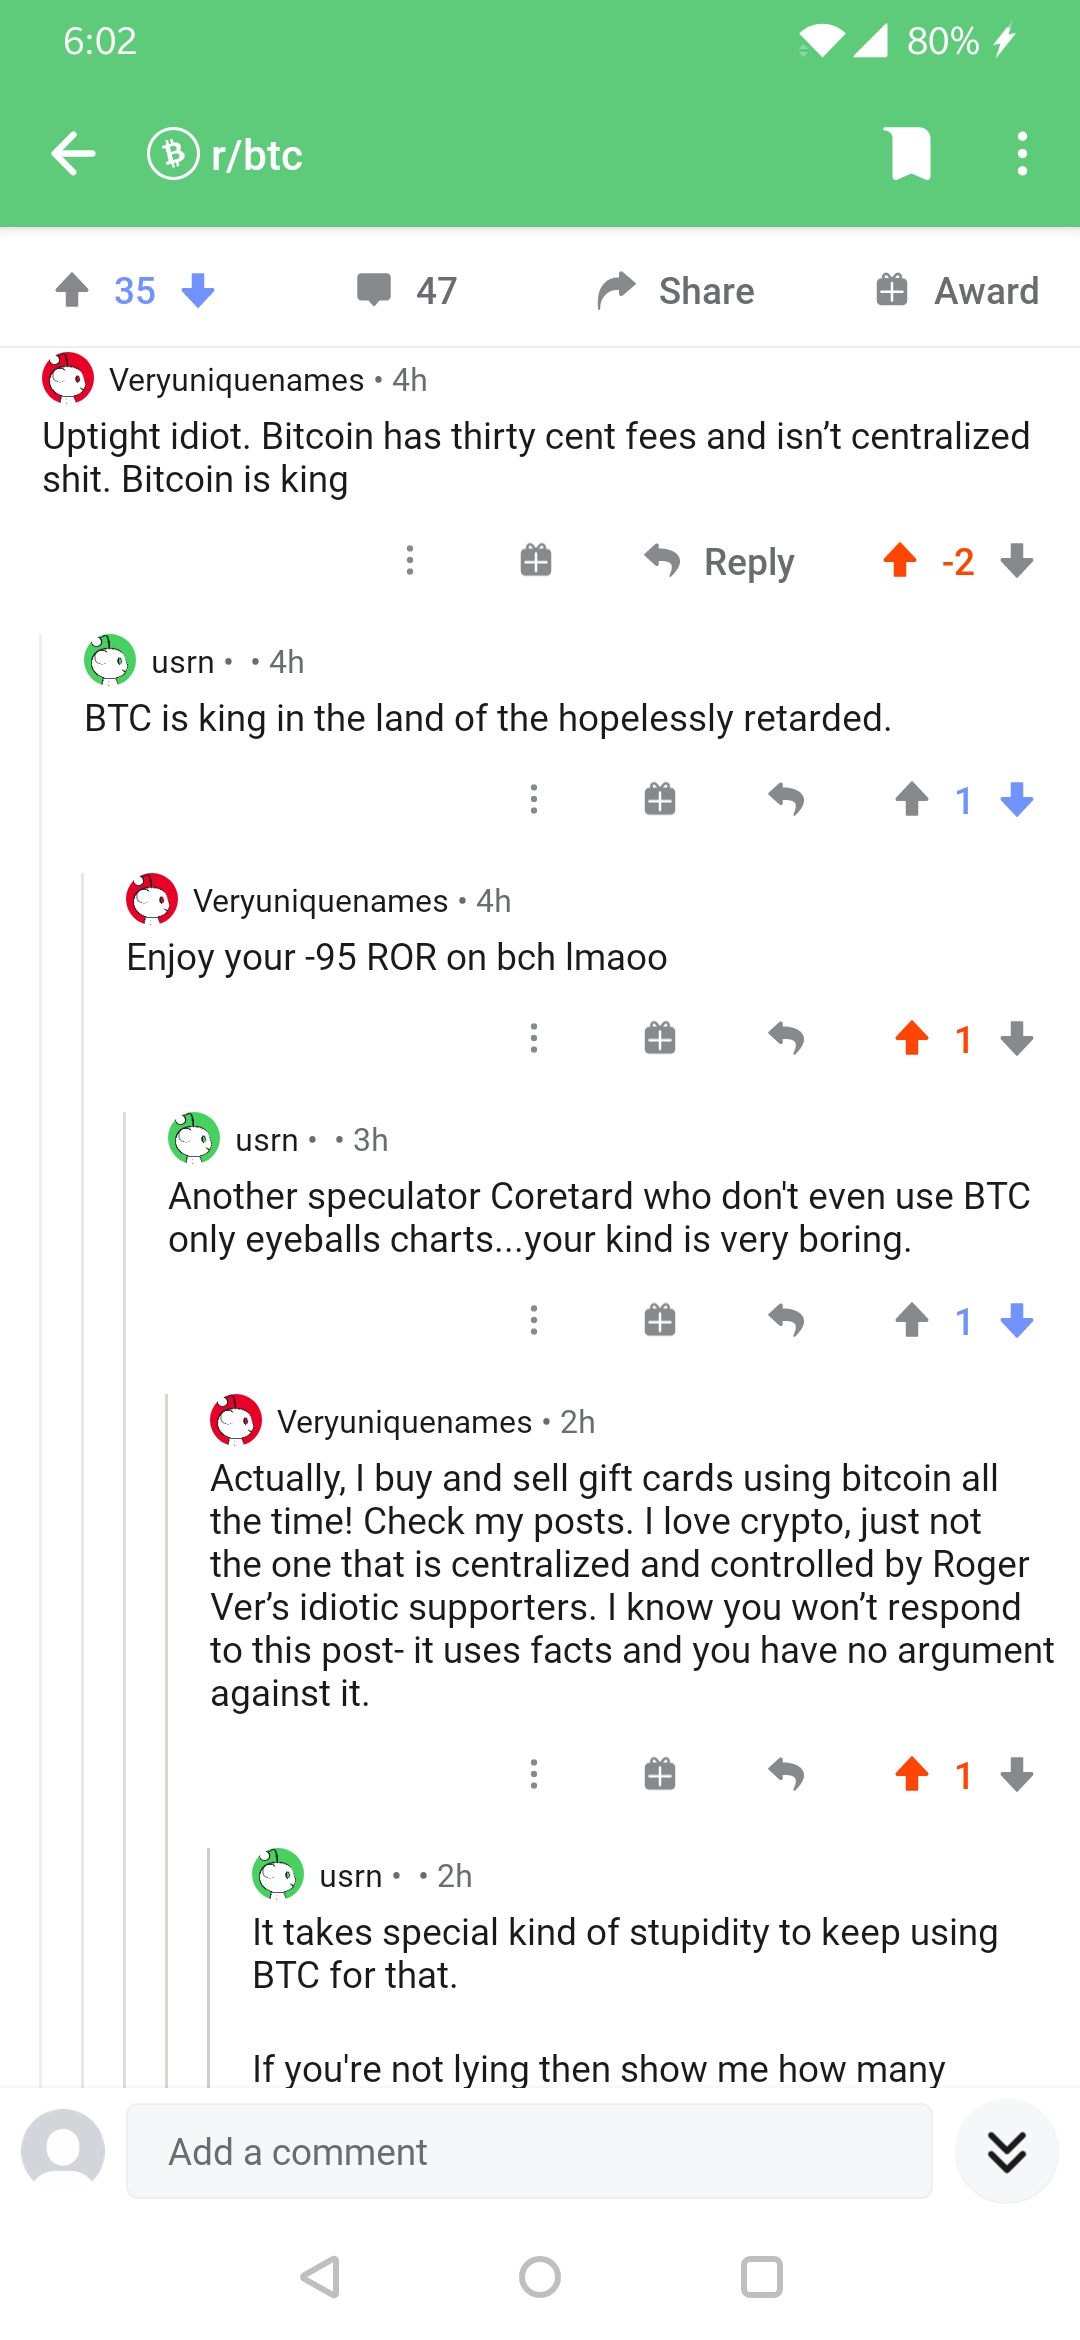 6:02
80%
r/btc
35
47
Share
Award
Veryuniquenames • 4h
Uptight idiot. Bitcoin has thirty cent fees and isn’t centralized
shit. Bitcoin is king
Reply
-2
usrn • • 4h
BTC is king in the land of the hopelessly retarded.
1
Veryuniquenames • 4h
Enjoy your -95 ROR on bch lmaoo
1
usrn • • 3h
Another speculator Coretard who don't even use BTC
only eyeballs charts...your kind is very boring.
1
Veryuniquenames • 2h
Actually, I buy and sell gift cards using bitcoin all
the time! Check my posts. I love crypto, just not
the one that is centralized and controlled by Roger
Ver’s idiotic supporters. I know you won’t respond
to this post- it uses facts and you have no argument
against it.
1
usrn • • 2h
It takes special kind of stupidity to keep using
BTC for that.
If you're not lying then show me how many
Add a comment